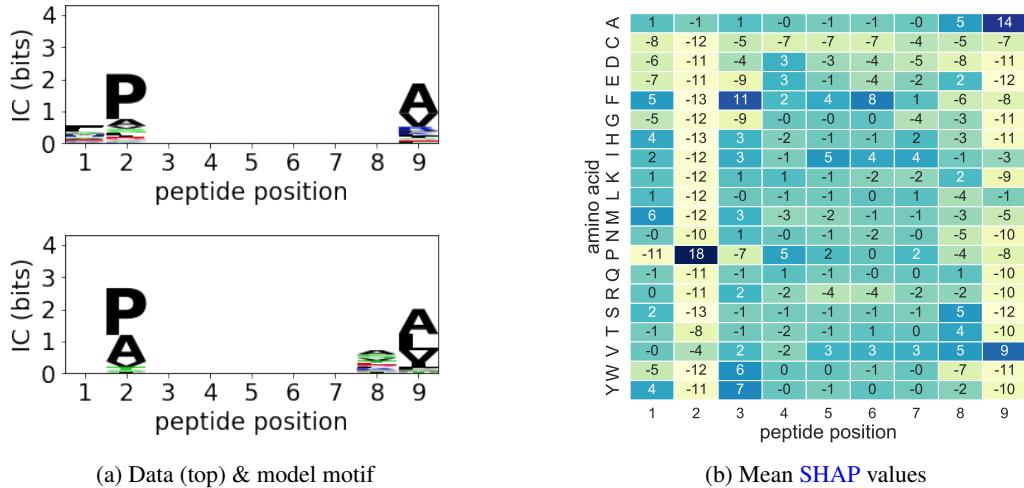 IC (bits)
4
3
2
1
0
P
A
1 2 3 4 5 6 7 8 9
peptide position
IC (bits)
4
3
2
1
0
P
A
A
1 2 3 4 5 6 7 8 9
peptide position
(a) Data (top) & model motif
amino acid
A 1 -1 1 -0 -1 -1 -0 5 14
C -8 -12 -5 -7 -7 -7 -4 -5 -7
D -6 -11 -4 3 -3 -4 -5 -8 -11
E -7 -11 -9 3 -1 -4 -2 2 -12
F 5 -13 11 2 4 8 1 -6 -8
G -5 -12 -9 -0 -0 0 -4 -3 -11
H 4 -13 3 -2 -1 -1 2 -3 -11
I 2 -12 3 -1 5 4 4 -1 -3
K 1 -12 1 1 -1 -2 -2 2 -9
L 1 -12 -0 -1 -1 0 1 -4 -1
M 6 -12 3 -3 -2 -1 -1 -3 -5
N -0 -10 1 -0 -1 -2 -0 -5 -10
P -11 18 -7 5 2 0 2 -4 -8
Q -1 -11 -1 1 -1 -0 0 1 -10
R 0 -11 2 -2 -4 -4 -2 -2 -10
S 2 -13 -1 -1 -1 -1 -1 5 -12
T -1 -8 -1 -2 -1 1 0 4 -10
V -0 -4 2 -2 3 3 3 5 9
W -5 -12 6 0 0 -1 -0 -7 -11
Y 4 -11 7 -0 -1 0 -0 -2 -10
1 2 3 4 5 6 7 8 9
peptide position
(b) Mean SHAP values